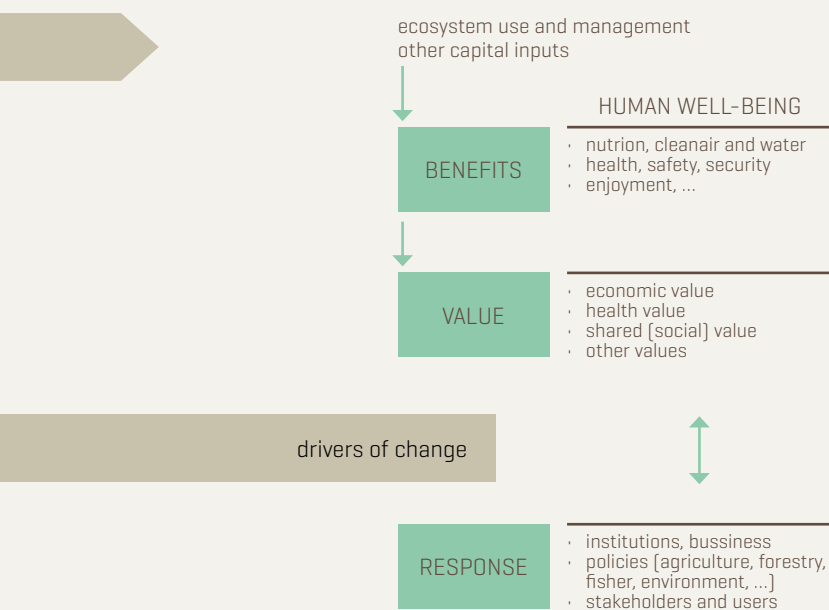 ecosystem use and management
other capital inputs
HUMAN WELL-BEING
BENEFITS
· nutrion, cleanair and water
· health, safety, security
· enjoyment, ...
VALUE
· economic value
· health value
· shared (social) value
· other values
drivers of change
RESPONSE
· institutions, bussiness
· policies (agriculture, forestry,
fisher, environment, ...)
· stakeholders and users